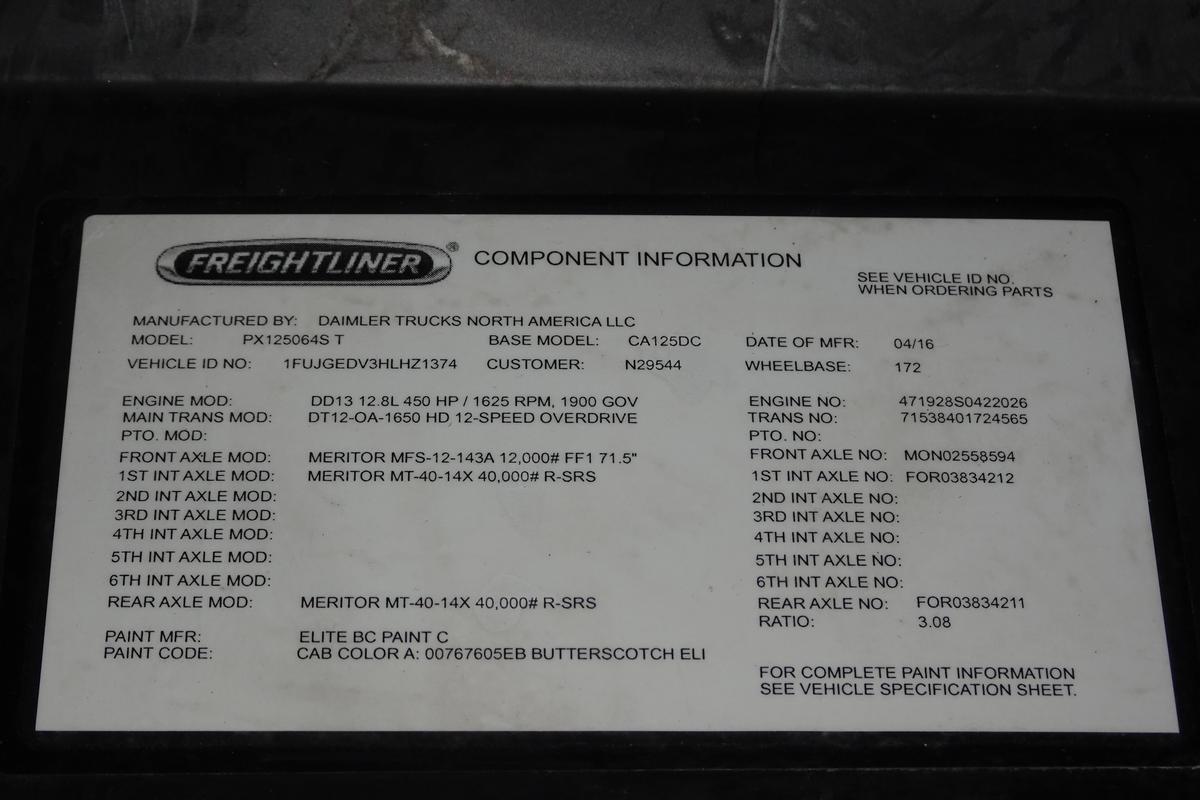 FREIGHTLINER® COMPONENT INFORMATION
SEE VEHICLE ID NO.
WHEN ORDERING PARTS
MANUFACTURED BY: DAIMLER TRUCKS NORTH AMERICA LLC
MODEL: PX125064S T BASE MODEL: CA125DC DATE OF MFR: 04/16
VEHICLE ID NO: 1FUJGEDV3HLHZ1374 CUSTOMER: N29544 WHEELBASE: 172
ENGINE MOD: DD13 12.8L 450 HP / 1625 RPM, 1900 GOV ENGINE NO: 471928S0422026
MAIN TRANS MOD: DT12-OA-1650 HD 12-SPEED OVERDRIVE TRANS NO: 71538401724565
PTO. MOD: PTO. NO:
FRONT AXLE MOD: MERITOR MFS-12-143A 12,000# FF1 71.5" FRONT AXLE NO: MON02558594
1ST INT AXLE MOD: MERITOR MT-40-14X 40,000# R-SRS 1ST INT AXLE NO: FOR03834212
2ND INT AXLE MOD: 2ND INT AXLE NO:
3RD INT AXLE MOD: 3RD INT AXLE NO:
4TH INT AXLE MOD: 4TH INT AXLE NO:
5TH INT AXLE MOD: 5TH INT AXLE NO:
6TH INT AXLE MOD: 6TH INT AXLE NO:
REAR AXLE MOD: MERITOR MT-40-14X 40,000# R-SRS REAR AXLE NO: FOR03834211
RATIO: 3.08
PAINT MFR: ELITE BC PAINT C
PAINT CODE: CAB COLOR A: 00767605EB BUTTERSCOTCH ELI
FOR COMPLETE PAINT INFORMATION
SEE VEHICLE SPECIFICATION SHEET.